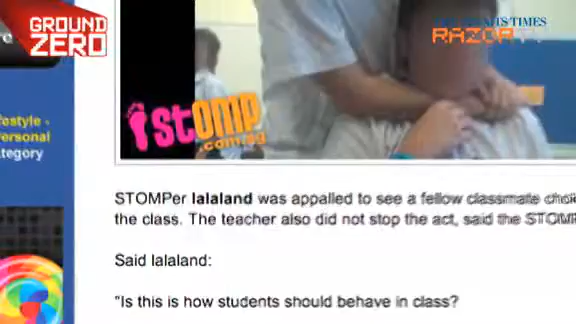 GROUND
ZERO
THE STRAITS TIMES
RAZORTV
festyle -
ersonal
tegory
stomp
.com.sg
STOMPer lalaland was appalled to see a fellow classmate
the class. The teacher also did not stop the act, said the
Said lalaland:
"Is this is how students should behave in class?